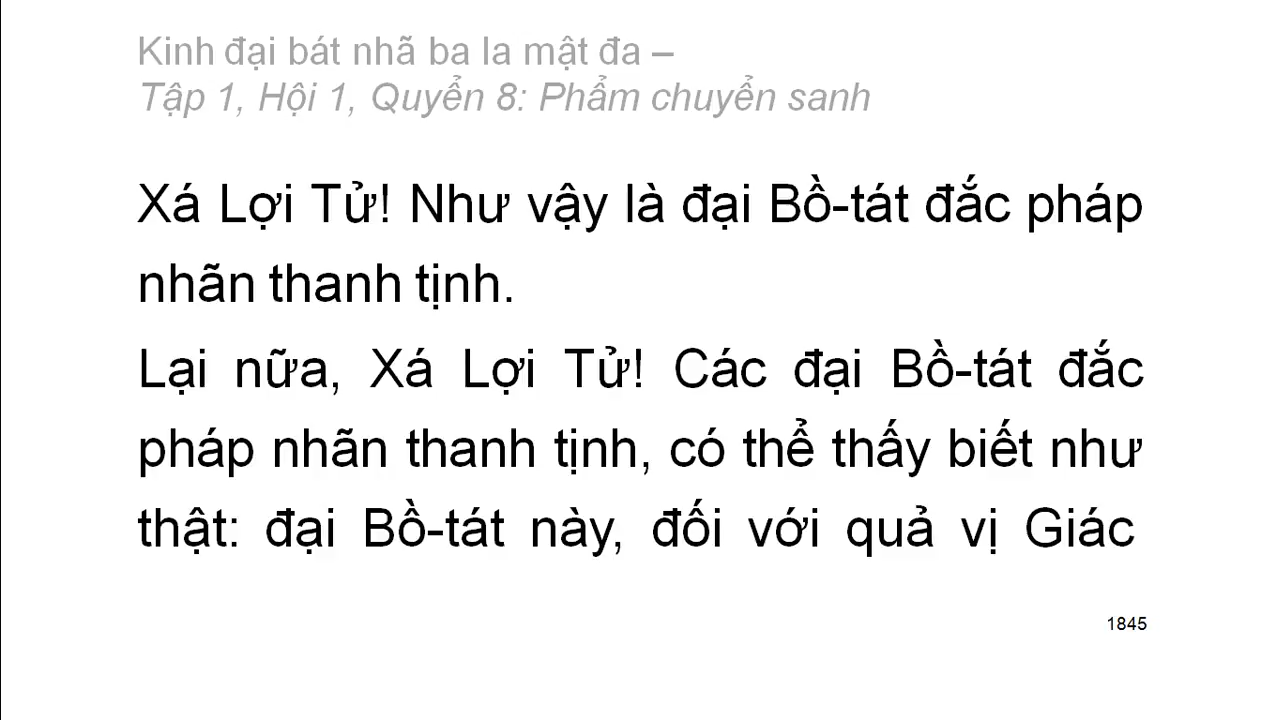 Kinh đại bát nhã ba la mật đa –
Tập 1, Hội 1, Quyển 8: Phẩm chuyển sanh
Xá Lợi Tử! Như vậy là đại Bồ-tát đắc pháp
nhãn thanh tịnh.
Lại nữa, Xá Lợi Tử! Các đại Bồ-tát đắc
pháp nhãn thanh tịnh, có thể thấy biết như
thật: đại Bồ-tát này, đối với quả vị Giác
1845